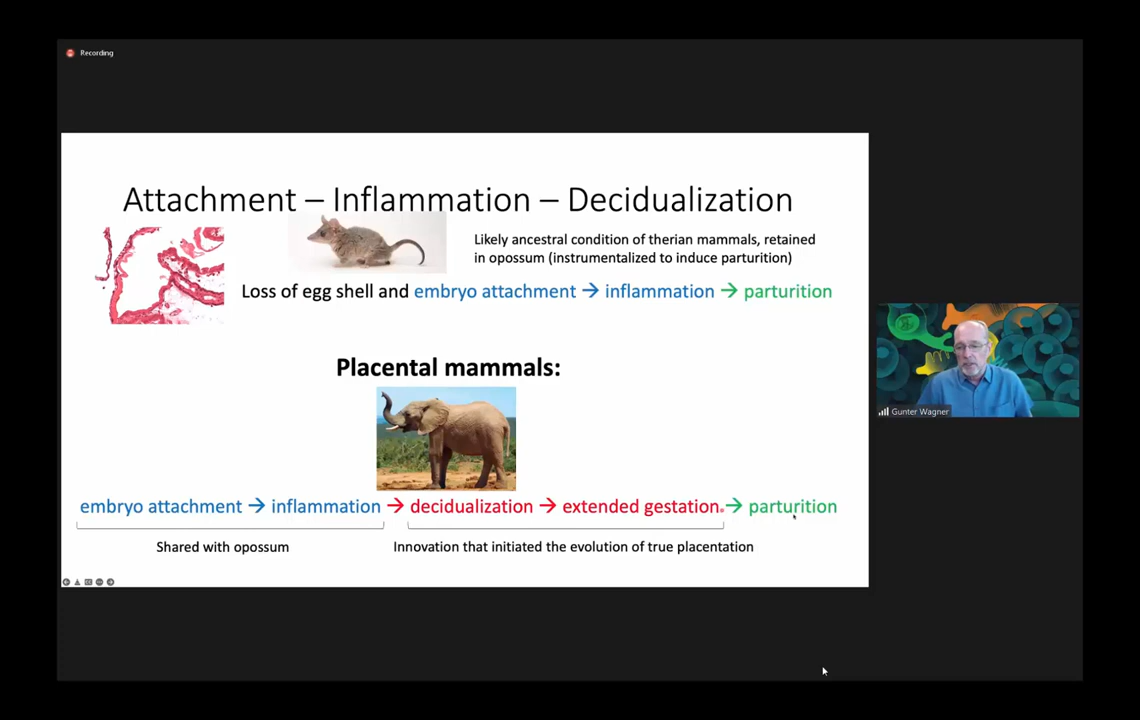 Recording
Attachment – Inflammation – Decidualization
Likely ancestral condition of therian mammals, retained
in opossum (instrumentalized to induce parturition)
Loss of egg shell and embryo attachment → inflammation → parturition
Placental mammals:
embryo attachment → inflammation → decidualization → extended gestation → parturition
Shared with opossum
Innovation that initiated the evolution of true placentation
Gunter Wagner